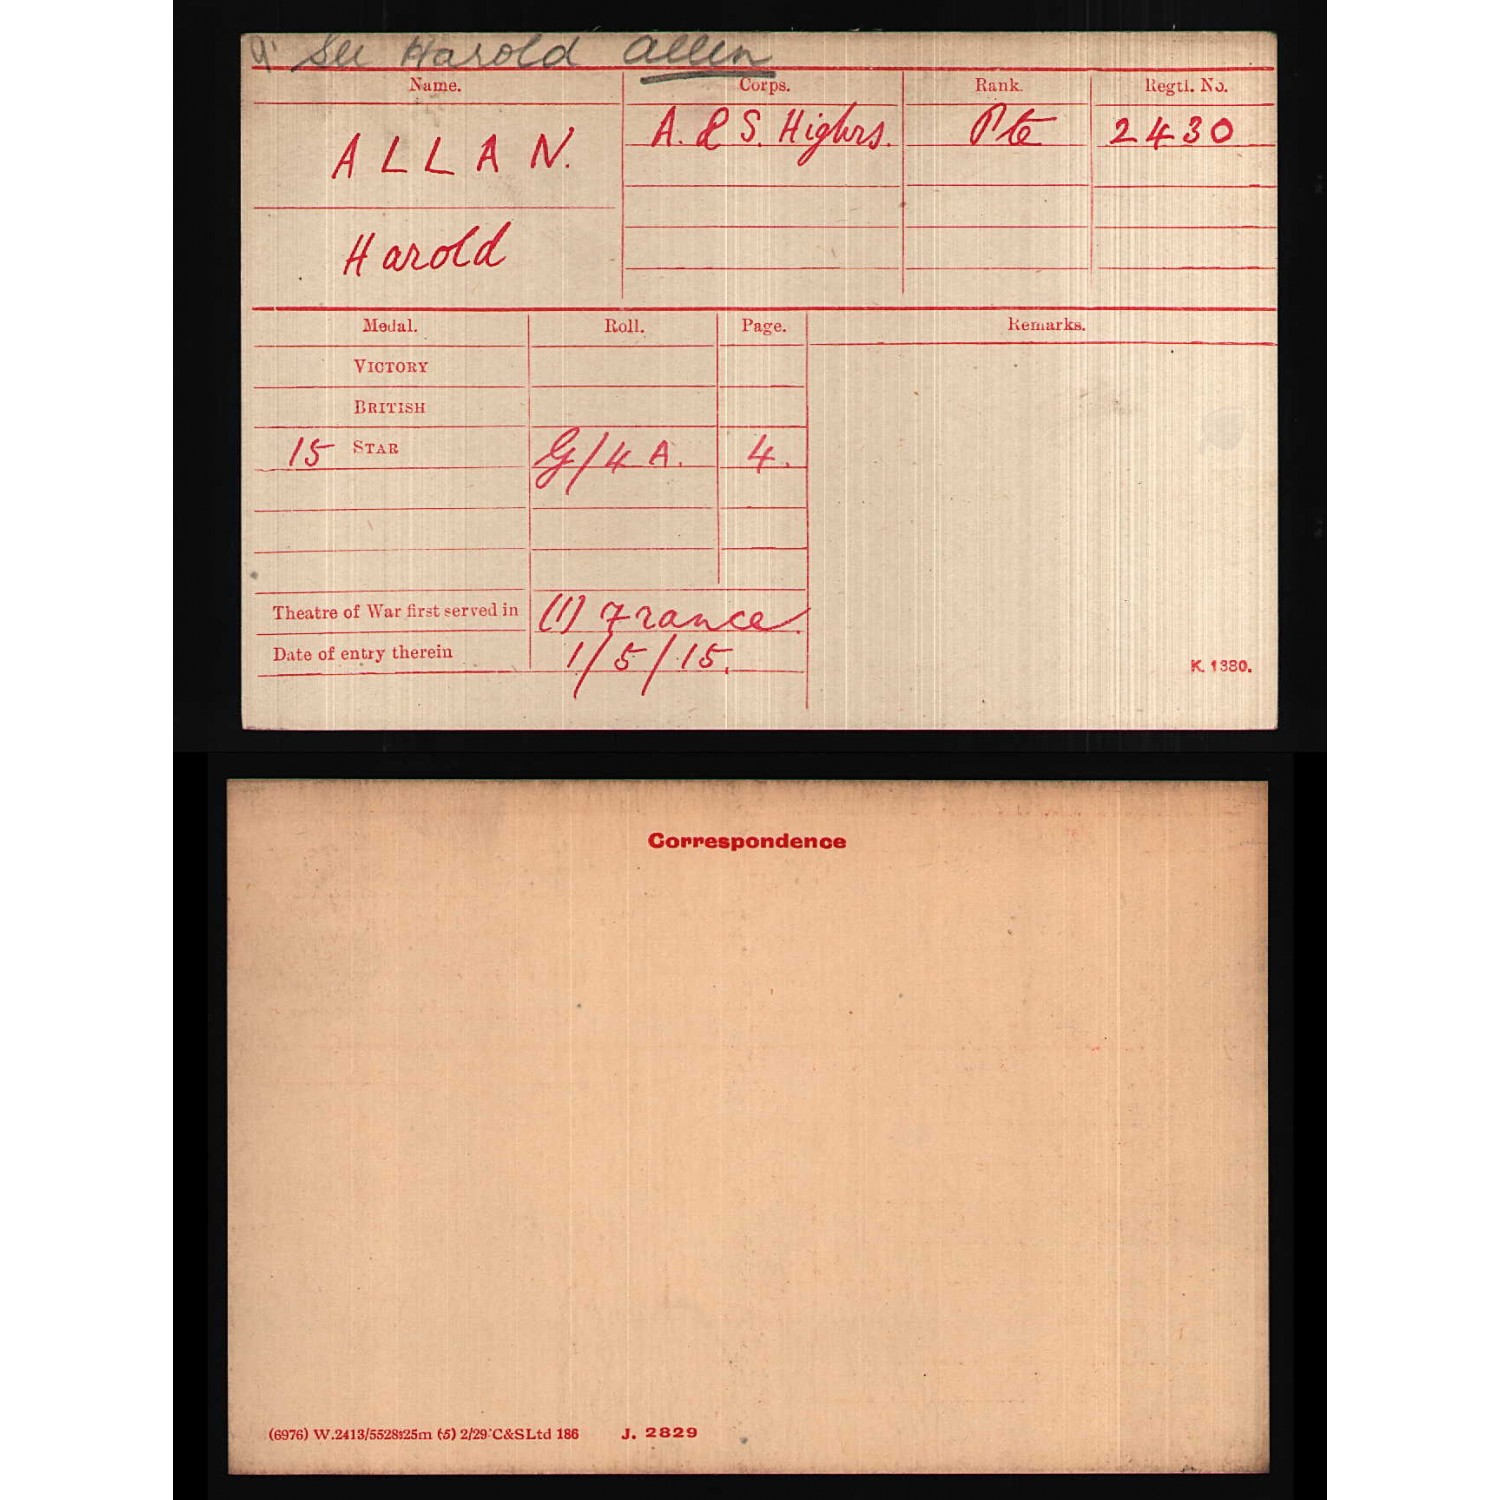 See Harold Allen
Name. Corps. Rank. Regtl. No.
ALLAN. A. & S. Highrs. Pte 2430
Harold
Medal. Roll. Page. Remarks.
VICTORY
BRITISH
15 STAR G/4 A. 4.
Theatre of War first served in (1) France
Date of entry therein 1/5/15.
K. 1380.
Correspondence
(6976) W.2413/5528 25m (5) 2/29 C&SLtd 186 J. 2829